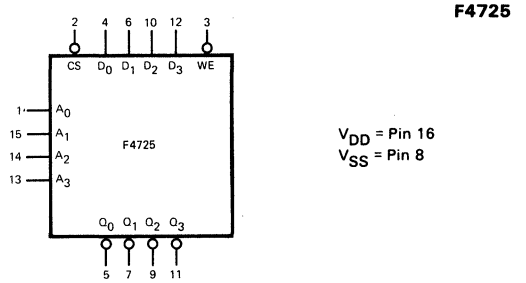 F4725
2 4 6 10 12 3
CS D0 D1 D2 D3 WE
1 A0
15 A1
14 A2
13 A3
F4725
VDD = Pin 16
VSS = Pin 8
Q0 Q1 Q2 Q3
5 7 9 11